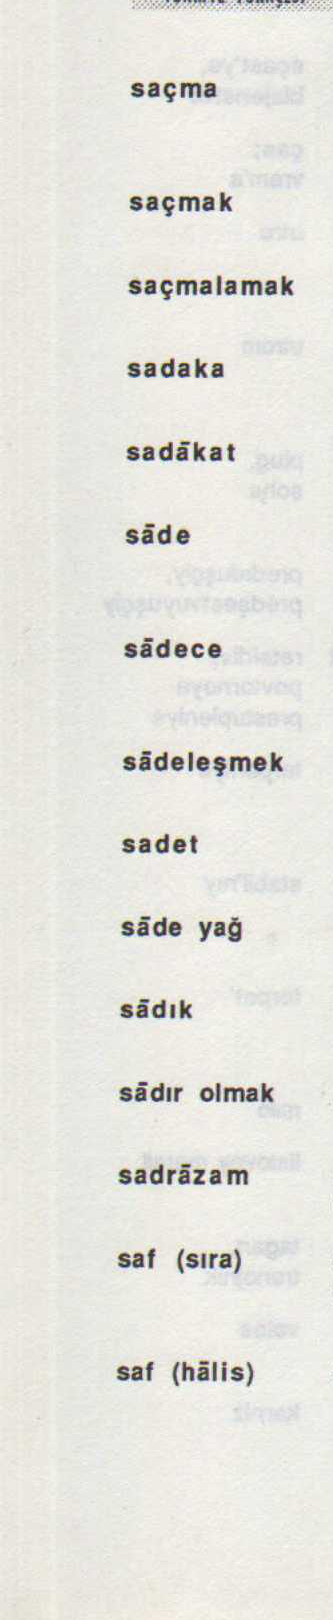 saçma
saçmak
saçmalamak
sadaka
sadākat
sāde
sādece
sādeleşmek
sadet
sāde yağ
sādık
sādır olmak
sadrāzam
saf (sıra)
saf (hālis)